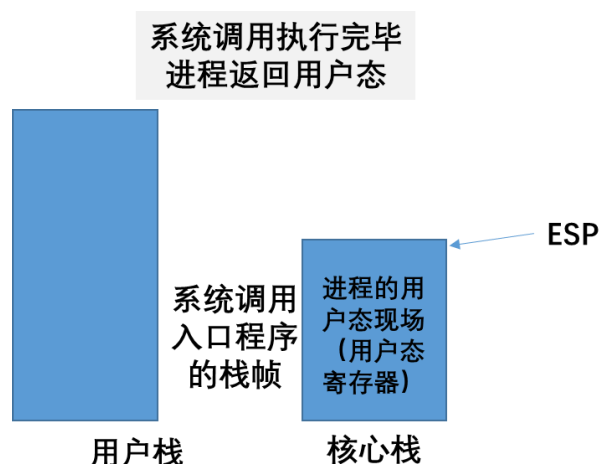 系统调用执行完毕
进程返回用户态
ESP
系统调用
入口程序
的栈帧
进程的用
户态现场
（用户态
寄存器）
用户栈
核心栈